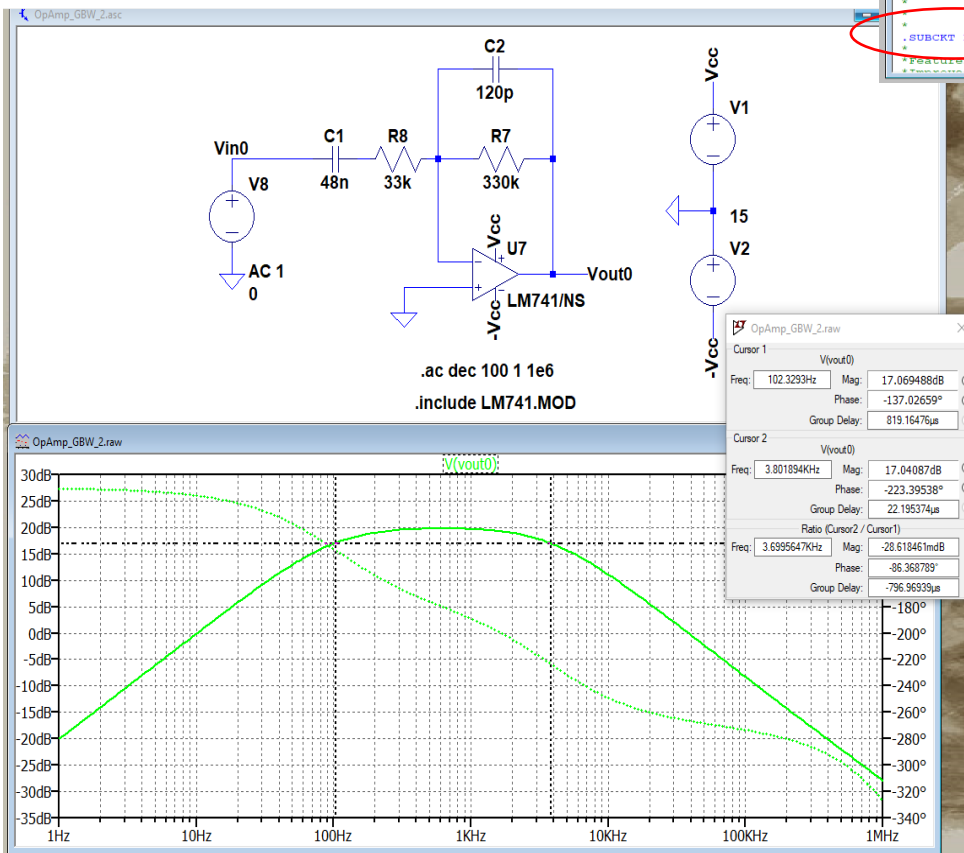 OpAmp_GBW_2.asc
.SUBCKT
C2
120p
Vin0
C1
R8
R7
48n
33k
330k
V8
AC 1
0
Vcc
U7
LM741/NS
-Vcc
Vout0
Vcc
V1
15
V2
-Vcc
.ac dec 100 1 1e6
.include LM741.MOD
OpAmp_GBW_2.raw
Cursor 1
V(vout0)
Freq: 102.3293Hz Mag: 17.069488dB
Phase: -137.02659°
Group Delay: 819.16476µs
Cursor 2
V(vout0)
Freq: 3.801894KHz Mag: 17.04087dB
Phase: -223.39538°
Group Delay: 22.195374µs
Ratio (Cursor2 / Cursor1)
Freq: 3.6995647KHz Mag: -28.618461mdB
Phase: -86.368789°
Group Delay: -796.96939µs
OpAmp_GBW_2.raw
V(vout0)
30dB
25dB
20dB
15dB
10dB
5dB
0dB
-5dB
-10dB
-15dB
-20dB
-25dB
-30dB
-35dB
-180°
-200°
-220°
-240°
-260°
-280°
-300°
-320°
-340°
1Hz 10Hz 100Hz 1KHz 10KHz 100KHz 1MHz